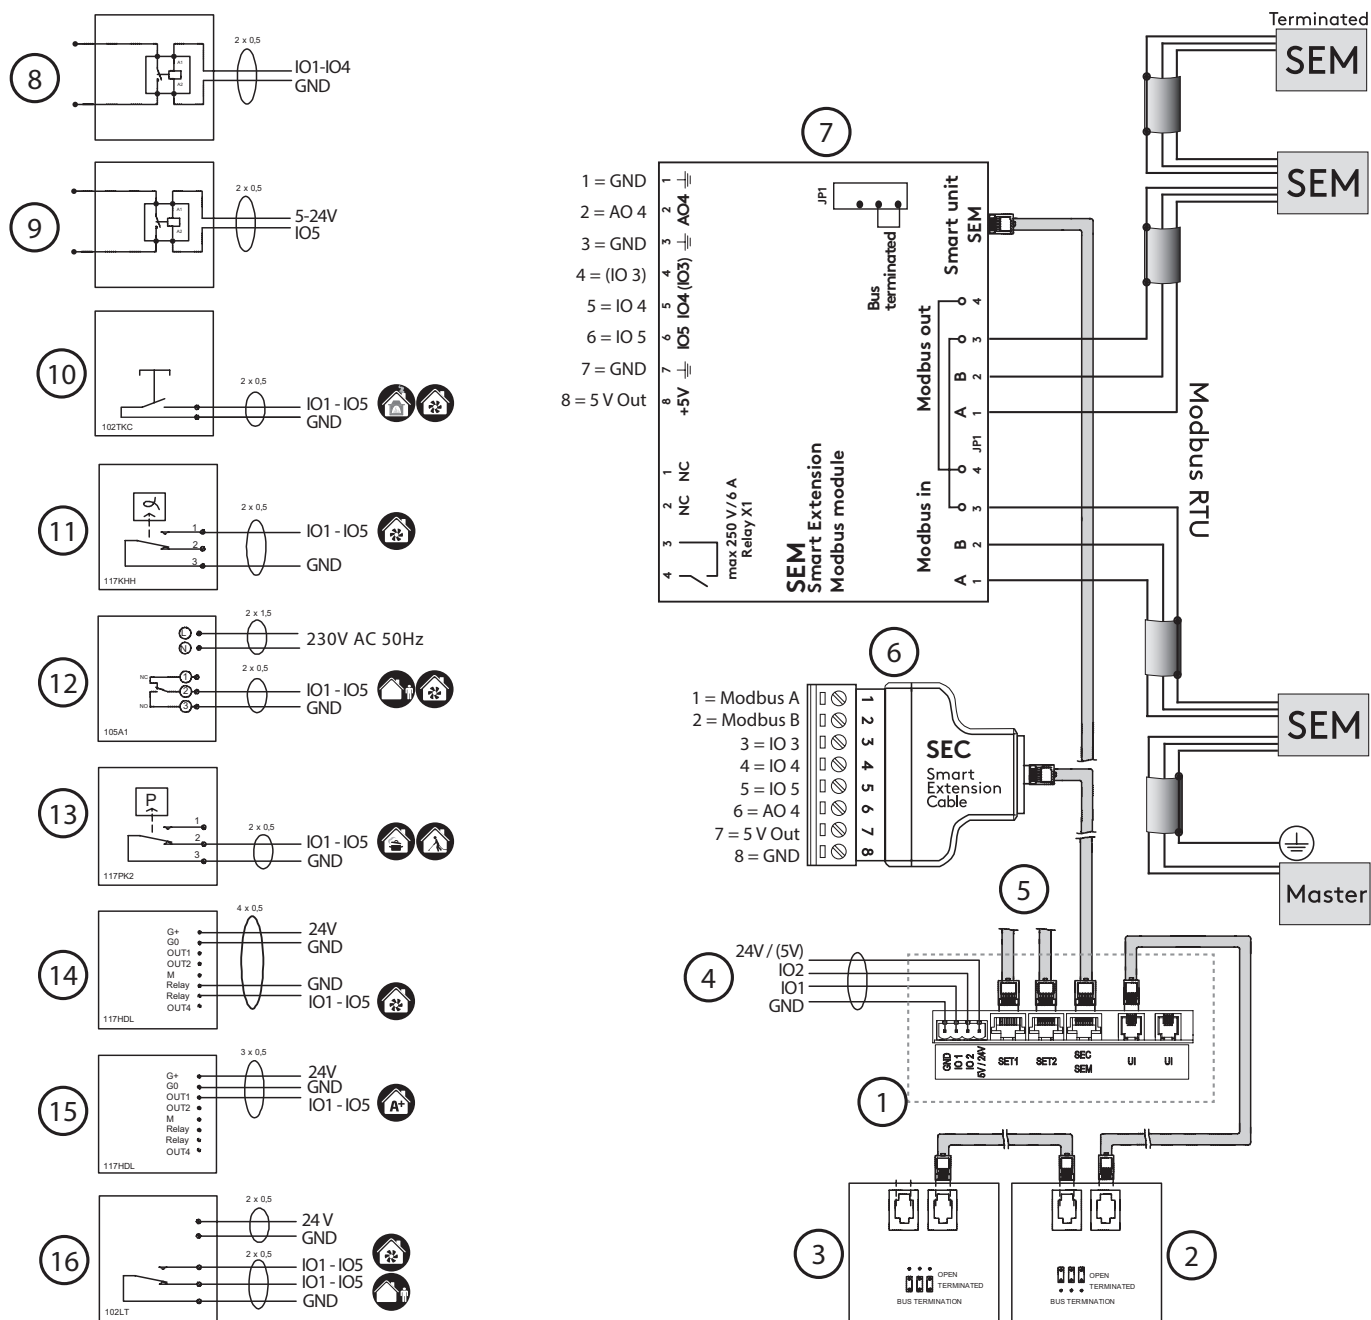 8
2 x 0,5
A1
A2
IO1-IO4
GND
9
2 x 0,5
A1
A2
5-24V
IO5
10
2 x 0,5
IO1 - IO5
GND
102TKC
11
2 x 0,5
1
2
3
IO1 - IO5
GND
117KHH
12
2 x 1,5
L
N
230V AC 50Hz
2 x 0,5
NC
1
2
NO
3
IO1 - IO5
GND
105A1
13
P
1
2
3
2 x 0,5
IO1 - IO5
GND
117PK2
14
4 x 0,5
G+
G0
OUT1
OUT2
M
Relay
Relay
OUT4
24V
GND
GND
IO1 - IO5
117HDL
15
3 x 0,5
G+
G0
OUT1
OUT2
M
Relay
Relay
OUT4
24V
GND
IO1 - IO5
A+
117HDL
16
2 x 0,5
24 V
GND
2 x 0,5
IO1 - IO5
IO1 - IO5
GND
102LT
7
1 = GND
2 = AO 4
3 = GND
4 = (IO 3)
5 = IO 4
6 = IO 5
7 = GND
8 = 5 V Out
1
2 AO4
3
4 (IO3)
5 IO4
6 IO5
7
8 +5V
1 NC
2 NC
3
4
max 250 V/6 A
Relay X1
JP1
Bus
terminated
Smart unit
SEM
Modbus out
4
3
B 2
A 1
JP1
Modbus in
4
3
B 2
A 1
SEM
Smart Extension
Modbus module
Modbus RTU
Terminated
SEM
SEM
SEM
Master
6
1 = Modbus A
2 = Modbus B
3 = IO 3
4 = IO 4
5 = IO 5
6 = AO 4
7 = 5 V Out
8 = GND
1
2
3
4
5
6
7
8
SEC
Smart
Extension
Cable
5
4
24V / (5V)
IO2
IO1
GND
GND
IO 1
IO 2
5V / 24V
SET1
SET2
SEC
SEM
UI
UI
1
3
OPEN
TERMINATED
BUS TERMINATION
2
OPEN
TERMINATED
BUS TERMINATION